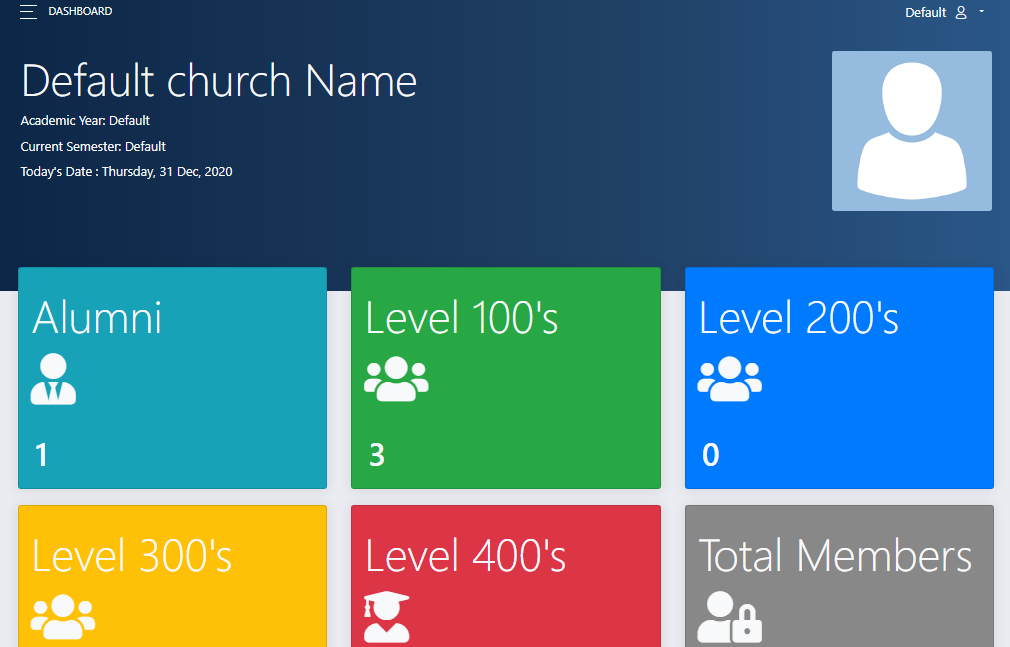 DASHBOARD
Default
Default church Name
Academic Year: Default
Current Semester: Default
Today's Date : Thursday, 31 Dec, 2020
Alumni
1
Level 100's
3
Level 200's
0
Level 300's
Level 400's
Total Members